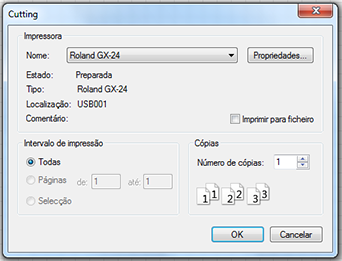 Cutting
Impressora
Nome: Roland GX-24 Propriedades...
Estado: Preparada
Tipo: Roland GX-24
Localização: USB001
Comentário: Imprimir para ficheiro
Intervalo de impressão
Todas
Páginas de: 1 até: 1
Selecção
Cópias
Número de cópias: 1
1 1 2 2 3 3
OK Cancelar